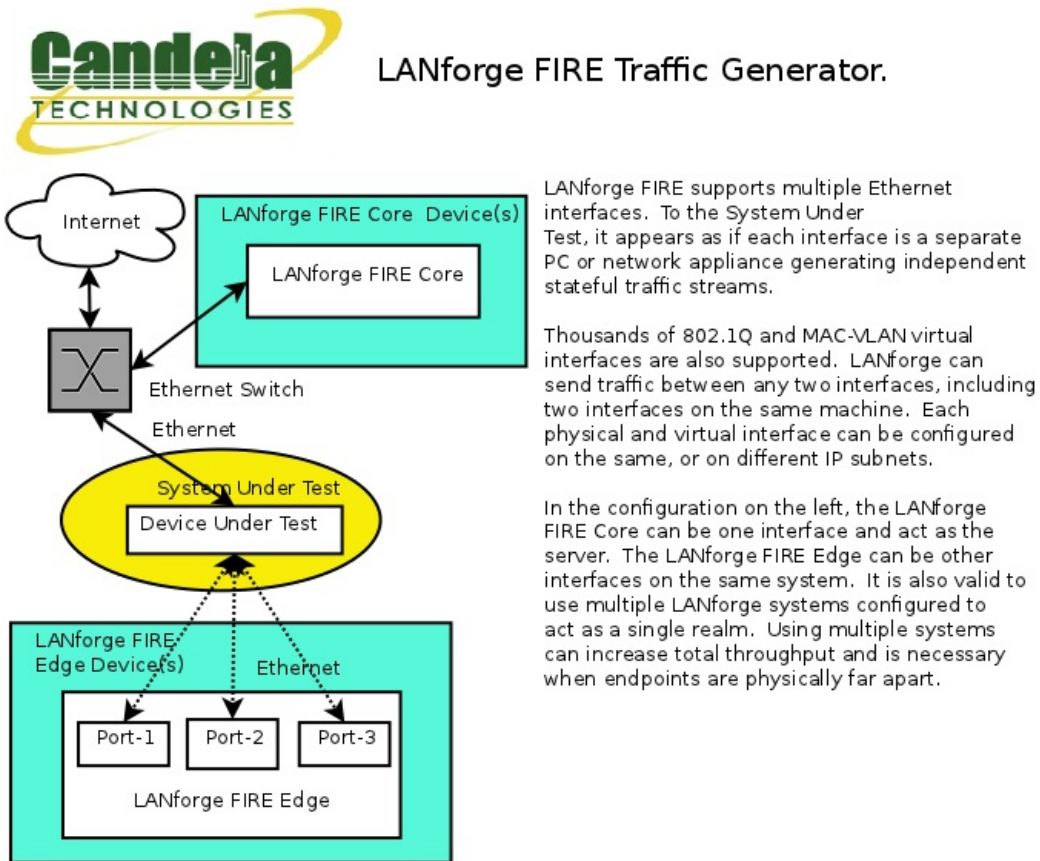 Candela
TECHNOLOGIES
LANforge FIRE Traffic Generator.
Internet
LANforge FIRE Core Device(s)
LANforge FIRE Core
Ethernet Switch
Ethernet
System Under Test
Device Under Test
LANforge FIRE
Edge Device(s)
Ethernet
Port-1
Port-2
Port-3
LANforge FIRE Edge
LANforge FIRE supports multiple Ethernet
interfaces. To the System Under
Test, it appears as if each interface is a separate
PC or network appliance generating independent
stateful traffic streams.
Thousands of 802.1Q and MAC-VLAN virtual
interfaces are also supported. LANforge can
send traffic between any two interfaces, including
two interfaces on the same machine. Each
physical and virtual interface can be configured
on the same, or on different IP subnets.
In the configuration on the left, the LANforge
FIRE Core can be one interface and act as the
server. The LANforge FIRE Edge can be other
interfaces on the same system. It is also valid to
use multiple LANforge systems configured to
act as a single realm. Using multiple systems
can increase total throughput and is necessary
when endpoints are physically far apart.